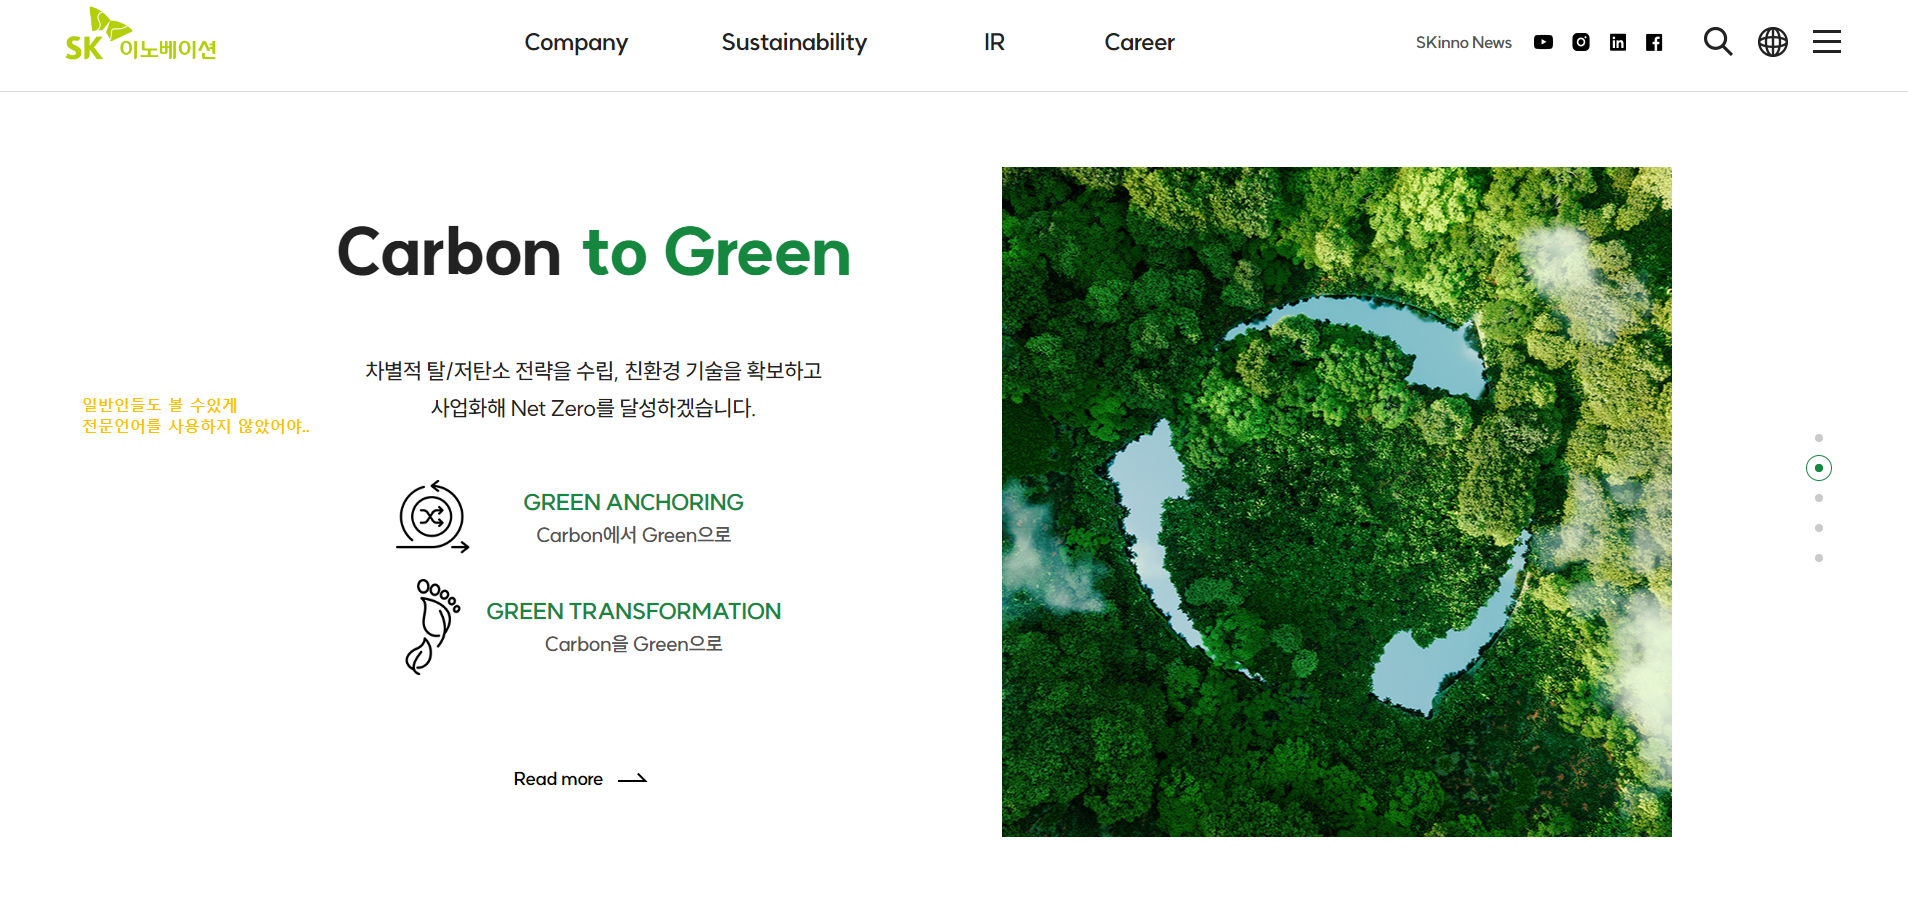 SK 이노베이션
Company
Sustainability
IR
Career
SKinno News
Carbon to Green
차별적 탈/저탄소 전략을 수립, 친환경 기술을 확보하고
사업화해 Net Zero를 달성하겠습니다.
일반인들도 볼 수있게
전문언어를 사용하지 않았어야..
GREEN ANCHORING
Carbon에서 Green으로
GREEN TRANSFORMATION
Carbon을 Green으로
Read more